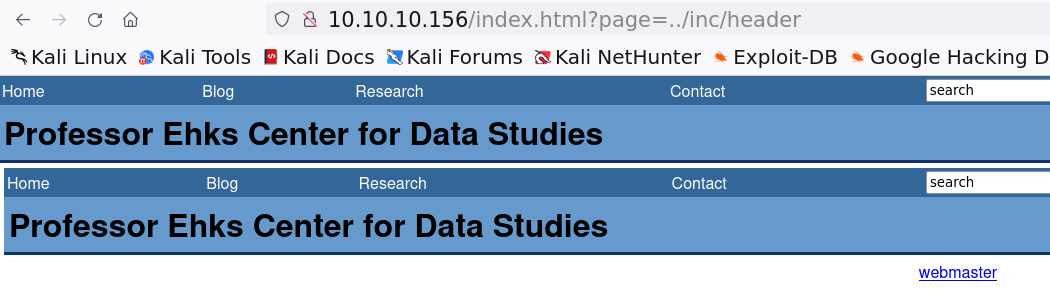 10.10.10.156/index.html?page=../inc/header
Kali Linux Kali Tools Kali Docs Kali Forums Kali NetHunter Exploit-DB Google Hacking D
Home Blog Research Contact search
Professor Ehks Center for Data Studies
Home Blog Research Contact search
Professor Ehks Center for Data Studies
webmaster